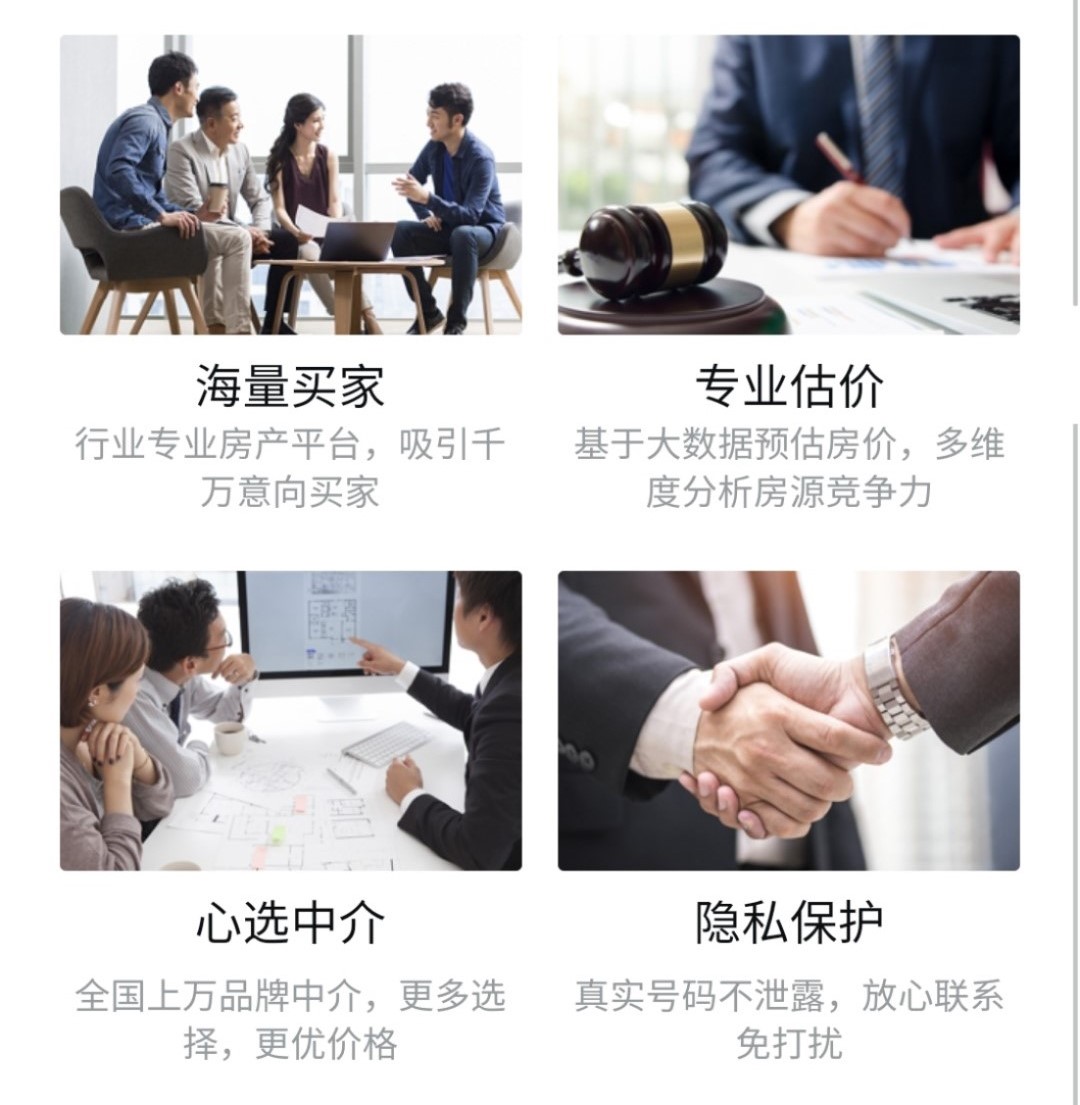 海量买家
行业专业房产平台，吸引千
万意向买家
专业估价
基于大数据预估房价，多维
度分析房源竞争力
心选中介
全国上万品牌中介，更多选
择，更优价格
隐私保护
真实号码不泄露，放心联系
免打扰